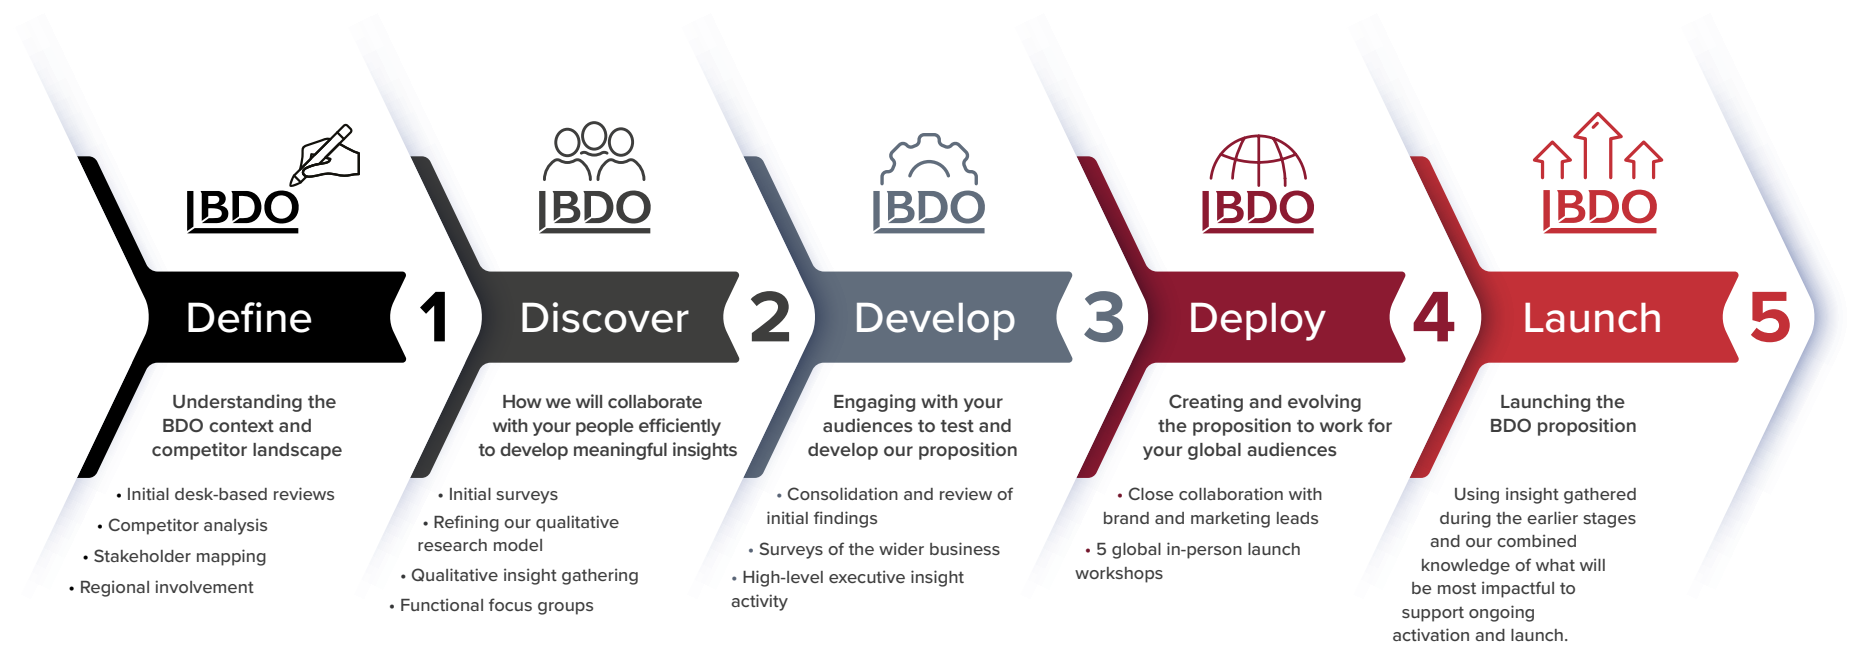 BDO
Define
1
Understanding the
BDO context and
competitor landscape
• Initial desk-based reviews
• Competitor analysis
• Stakeholder mapping
• Regional involvement
BDO
Discover
2
How we will collaborate
with your people efficiently
to develop meaningful insights
• Initial surveys
• Refining our qualitative
research model
• Qualitative insight gathering
• Functional focus groups
BDO
Develop
3
Engaging with your
audiences to test and
develop our proposition
• Consolidation and review of
initial findings
• Surveys of the wider business
• High-level executive insight
activity
BDO
Deploy
4
Creating and evolving
the proposition to work for
your global audiences
• Close collaboration with
brand and marketing leads
• 5 global in-person launch
workshops
BDO
Launch
5
Launching the
BDO proposition
Using insight gathered
during the earlier stages
and our combined
knowledge of what will
be most impactful to
support ongoing
activation and launch.